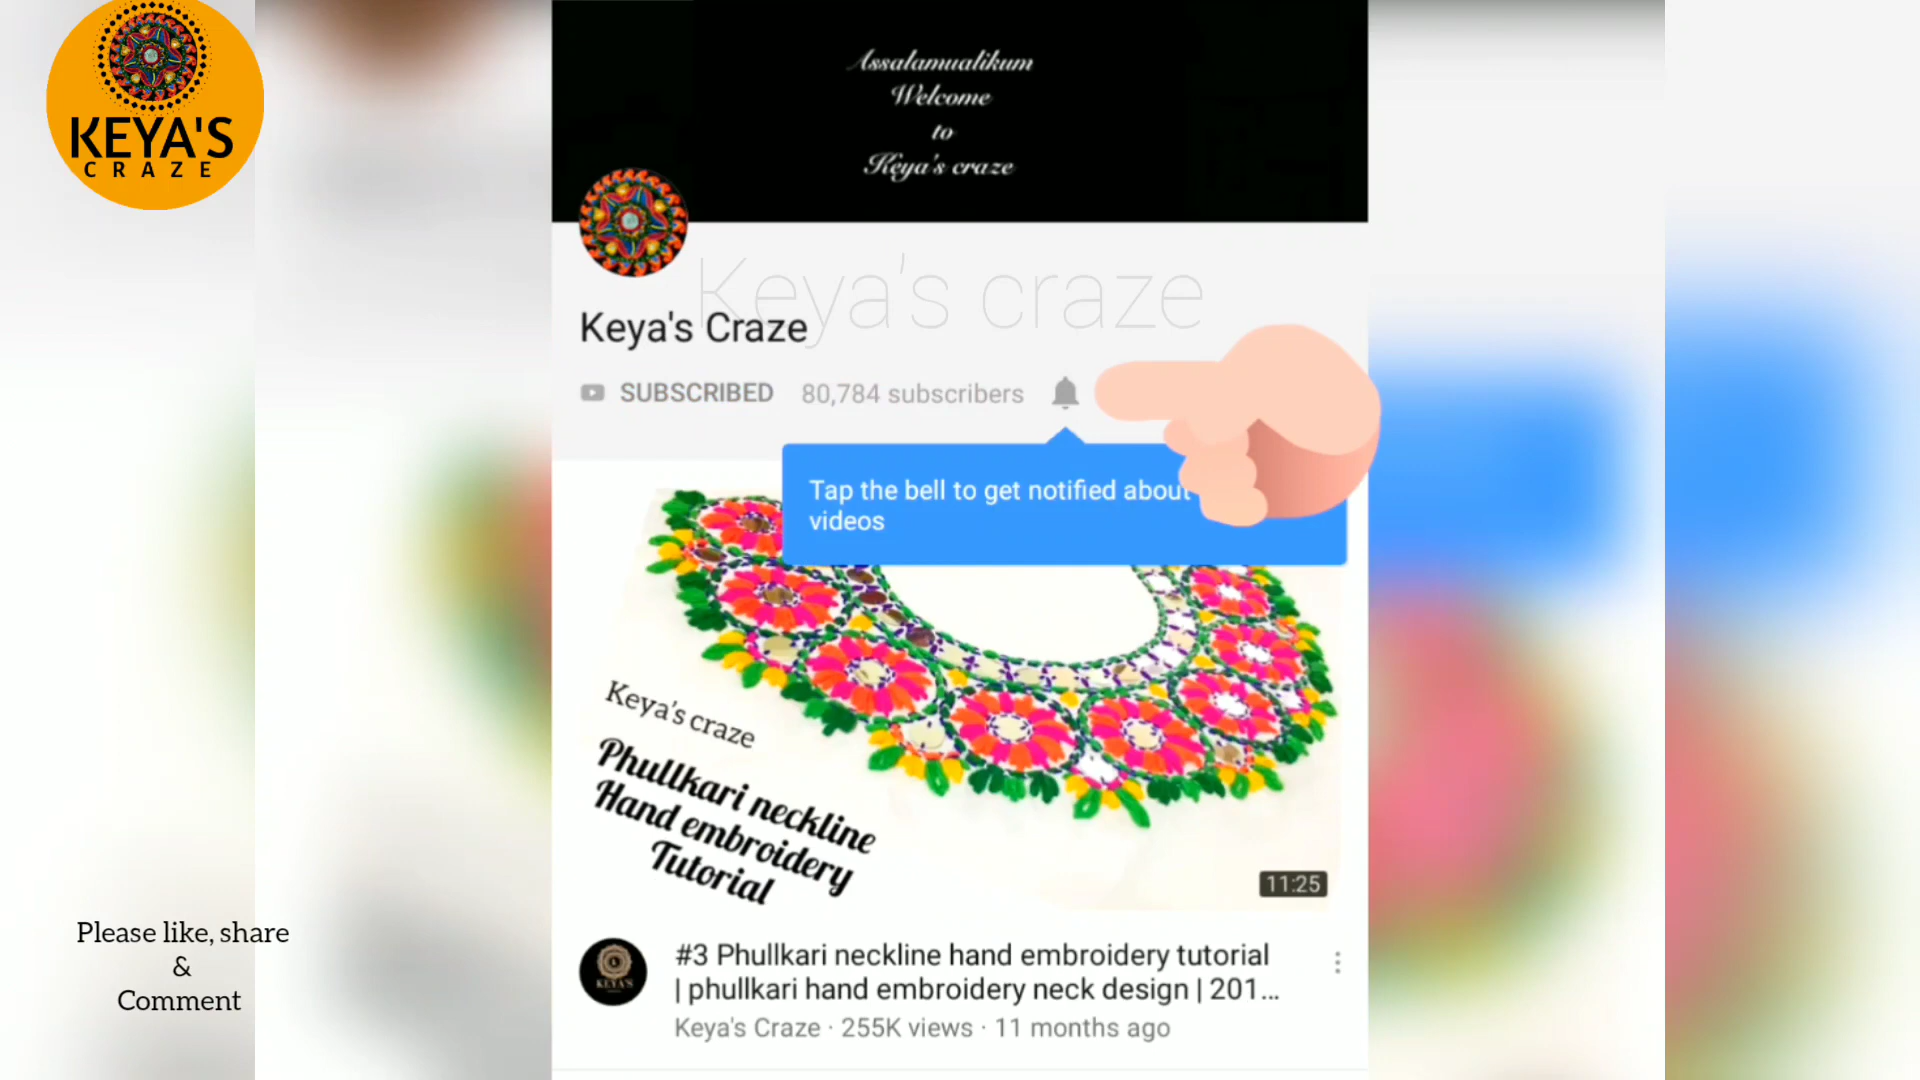 KEYA'S
CRAZE
Assalamualikum
Welcome
to
Keya's craze
Keya's craze
Keya's Craze
SUBSCRIBED 80,784 subscribers
Tap the bell to get notified about
videos
Keya's craze
Phullkari neckline
Hand embroidery
Tutorial
11:25
KEYA'S
#3 Phullkari neckline hand embroidery tutorial
| phullkari hand embroidery neck design | 201...
Keya's Craze · 255K views · 11 months ago
Please like, share
&
Comment